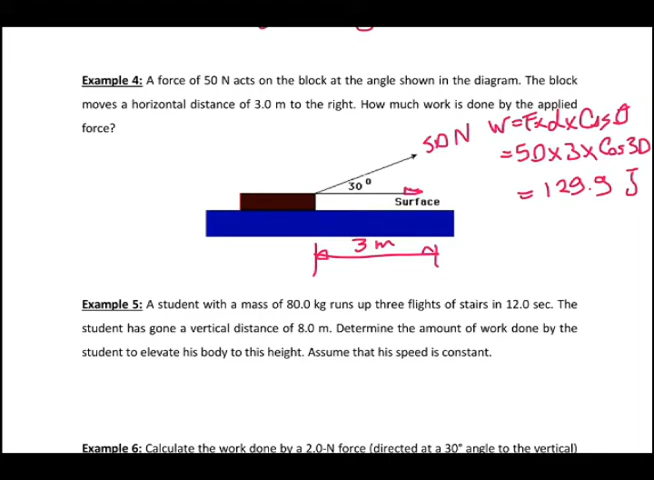 Example 4: A force of 50 N acts on the block at the angle shown in the diagram. The block
moves a horizontal distance of 3.0 m to the right. How much work is done by the applied
force?
W=Fxdx Cos θ
50 N
=50x3x Cos30
30⁰
=129.9 J
Surface
3 m
Example 5: A student with a mass of 80.0 kg runs up three flights of stairs in 12.0 sec. The
student has gone a vertical distance of 8.0 m. Determine the amount of work done by the
student to elevate his body to this height. Assume that his speed is constant.
Example 6: Calculate the work done by a 2.0-N force (directed at a 30° angle to the vertical)